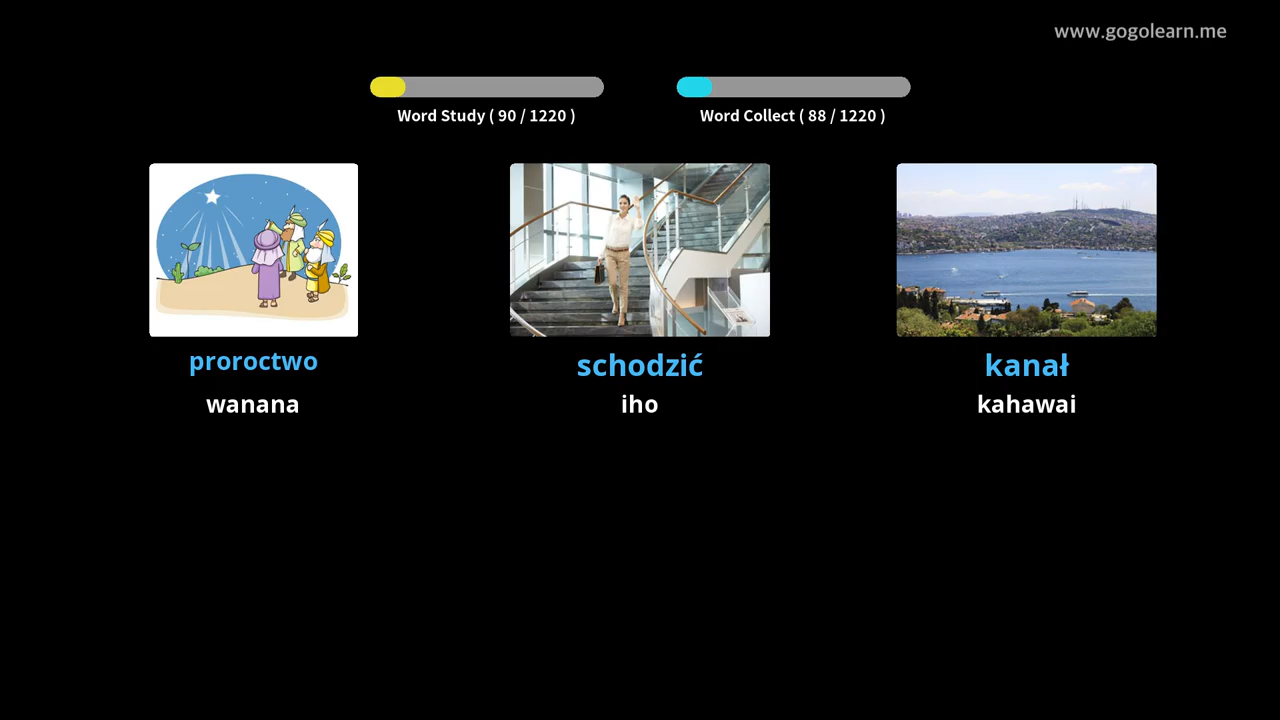 www.gogolearn.me
Word Study ( 90 / 1220 )
Word Collect ( 88 / 1220 )
proroctwo
schodzić
kanał
wanana
iho
kahawai